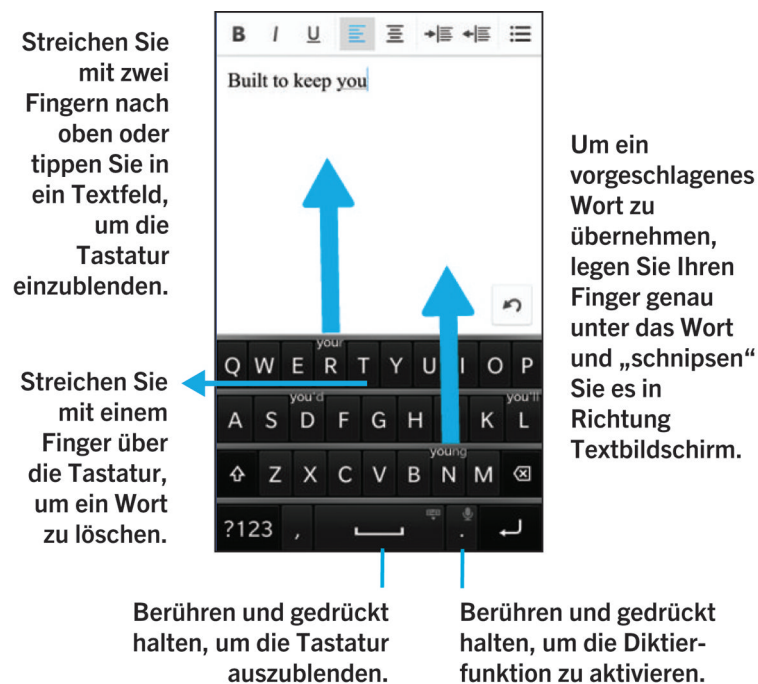 Streichen Sie
mit zwei
Fingern nach
oben oder
tippen Sie in
ein Textfeld,
um die
Tastatur
einzublenden.
Streichen Sie
mit einem
Finger über
die Tastatur,
um ein Wort
zu löschen.
B I U
Built to keep you
your
Q W E R T Y U I O P
you'd you'll
A S D F G H K L
young
Z X C V B N M
?123 , .
Um ein
vorgeschlagenes
Wort zu
übernehmen,
legen Sie Ihren
Finger genau
unter das Wort
und „schnipsen“
Sie es in
Richtung
Textbildschirm.
Berühren und gedrückt
halten, um die Tastatur
auszublenden.
Berühren und gedrückt
halten, um die Diktier-
funktion zu aktivieren.